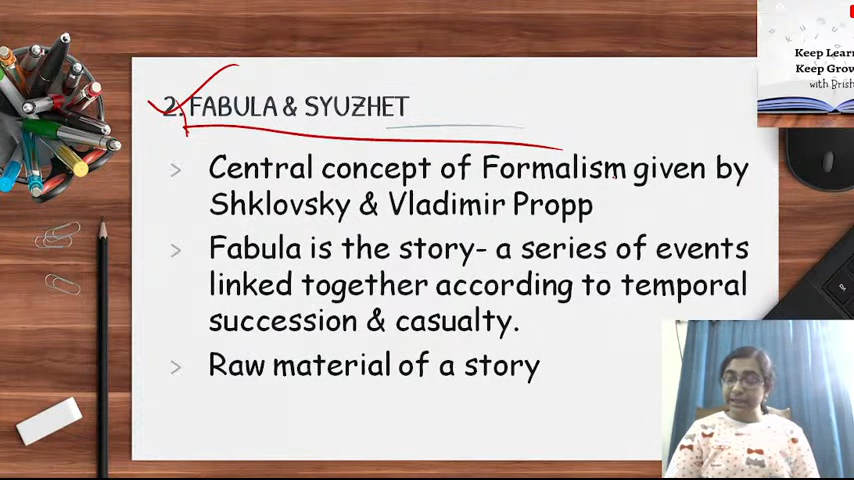 2. FABULA & SYUZHET
Central concept of Formalism given by
Shklovsky & Vladimir Propp
Fabula is the story- a series of events
linked together according to temporal
succession & casualty.
Raw material of a story
Keep Learn
Keep Grow
with Brish